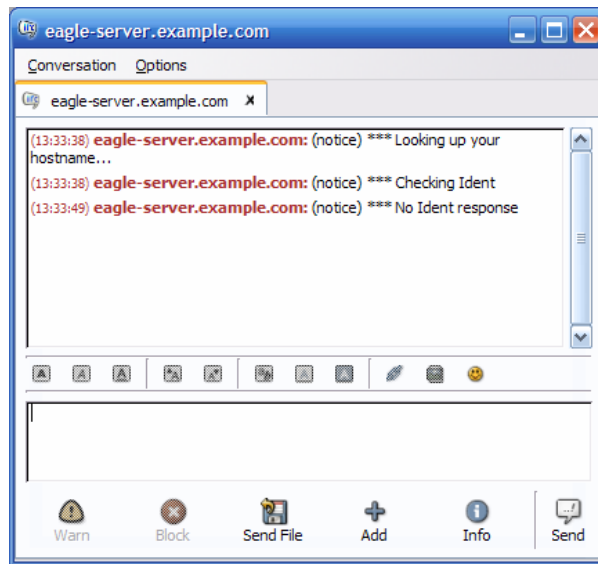 eagle-server.example.com
Conversation Options
eagle-server.example.com x
(13:33:38) eagle-server.example.com: (notice) *** Looking up your
hostname...
(13:33:38) eagle-server.example.com: (notice) *** Checking Ident
(13:33:49) eagle-server.example.com: (notice) *** No Ident response
Warn Block Send File Add Info Send